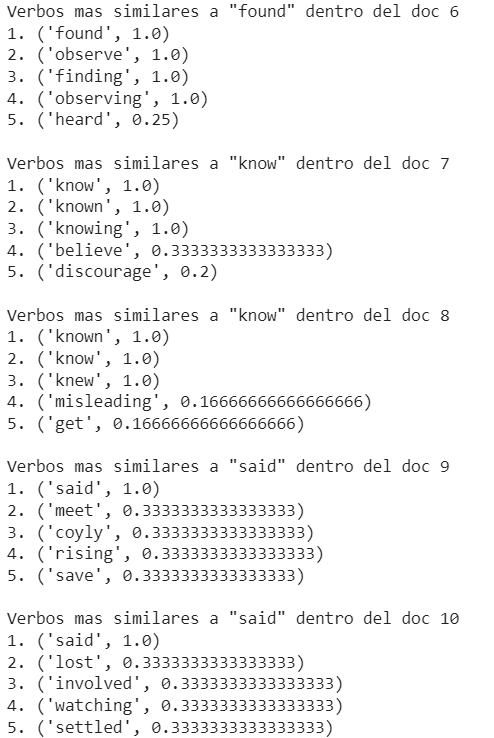 Verbos mas similares a "found" dentro del doc 6
1. ('found', 1.0)
2. ('observe', 1.0)
3. ('finding', 1.0)
4. ('observing', 1.0)
5. ('heard', 0.25)
Verbos mas similares a "know" dentro del doc 7
1. ('know', 1.0)
2. ('known', 1.0)
3. ('knowing', 1.0)
4. ('believe', 0.3333333333333333)
5. ('discourage', 0.2)
Verbos mas similares a "know" dentro del doc 8
1. ('known', 1.0)
2. ('know', 1.0)
3. ('knew', 1.0)
4. ('misleading', 0.16666666666666666)
5. ('get', 0.16666666666666666)
Verbos mas similares a "said" dentro del doc 9
1. ('said', 1.0)
2. ('meet', 0.3333333333333333)
3. ('coyly', 0.3333333333333333)
4. ('rising', 0.3333333333333333)
5. ('save', 0.3333333333333333)
Verbos mas similares a "said" dentro del doc 10
1. ('said', 1.0)
2. ('lost', 0.3333333333333333)
3. ('involved', 0.3333333333333333)
4. ('watching', 0.3333333333333333)
5. ('settled', 0.3333333333333333)